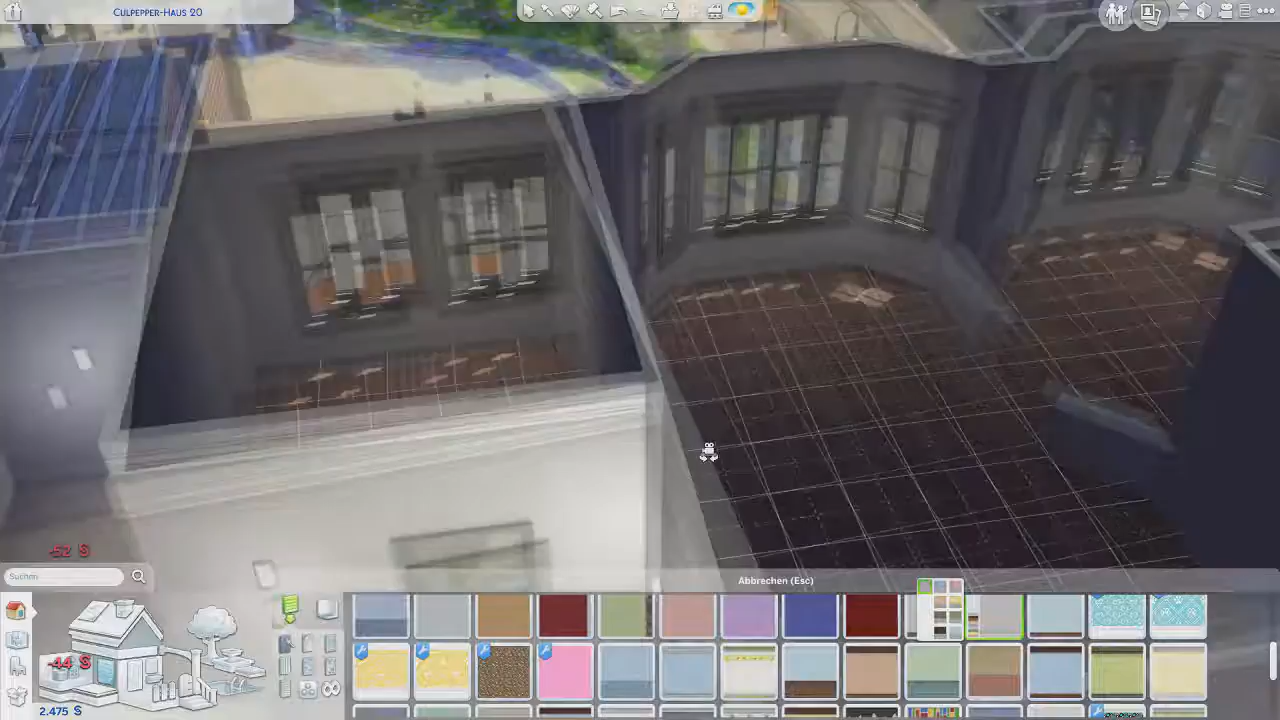 Culpepper-Haus 20
-52 $
Abbrechen (Esc)
Suchen
-44 $
2.475 $